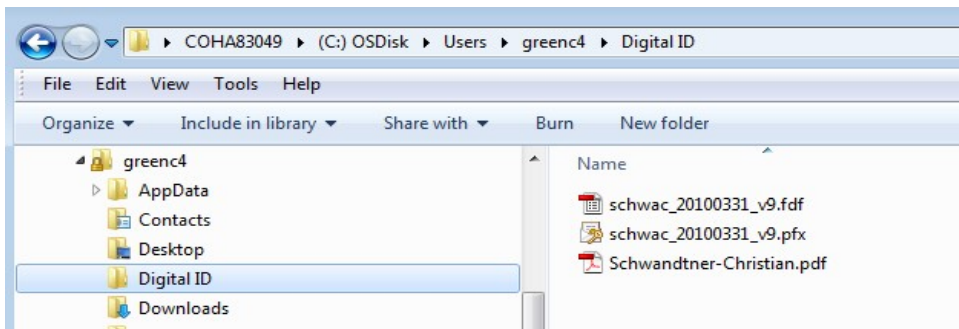 COHA83049 (C:) OSDisk Users greenc4 Digital ID
File Edit View Tools Help
Organize Include in library Share with Burn New folder
greenc4
AppData
Contacts
Desktop
Digital ID
Downloads
Name
schwac_20100331_v9.fdf
schwac_20100331_v9.pfx
Schwandtner-Christian.pdf